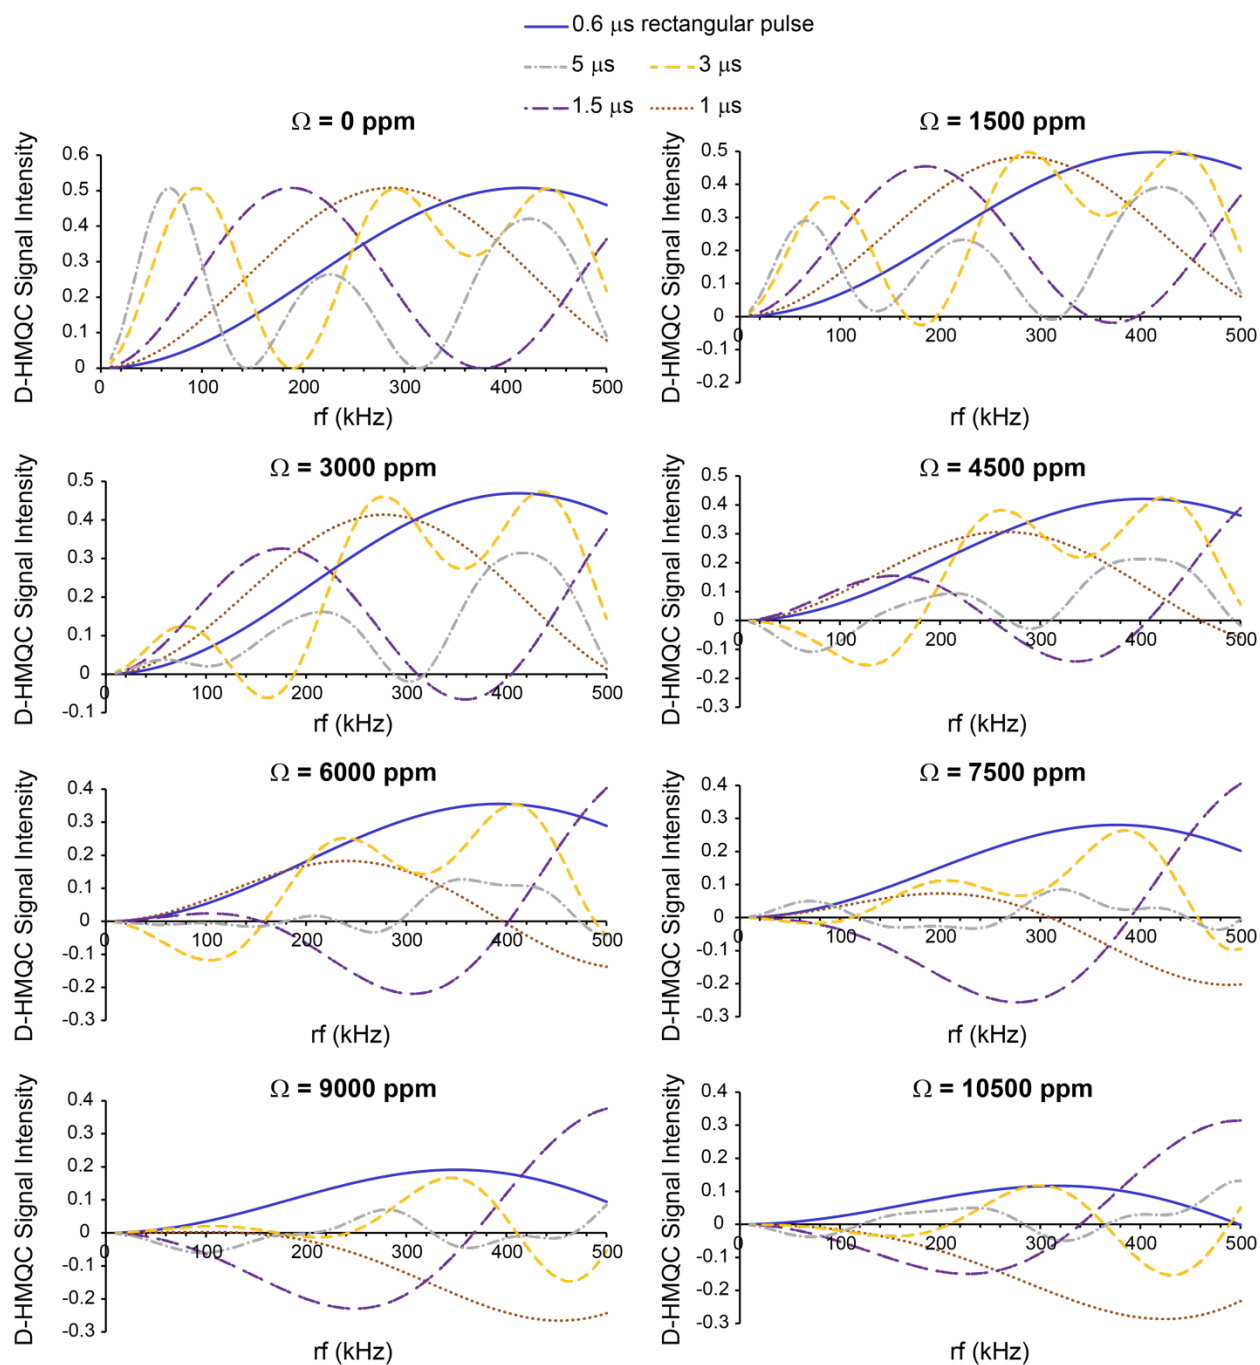 0.6 μs rectangular pulse
5 μs 3 μs
1.5 μs 1 μs
Ω = 0 ppm
D-HMQC Signal Intensity
0.6
0.5
0.4
0.3
0.2
0.1
0
0 100 200 300 400 500
rf (kHz)
Ω = 1500 ppm
D-HMQC Signal Intensity
0.5
0.4
0.3
0.2
0.1
0
-0.1
-0.2
0 100 200 300 400 500
rf (kHz)
Ω = 3000 ppm
D-HMQC Signal Intensity
0.5
0.4
0.3
0.2
0.1
0
-0.1
0 100 200 300 400 500
rf (kHz)
Ω = 4500 ppm
D-HMQC Signal Intensity
0.5
0.4
0.3
0.2
0.1
0
-0.1
-0.2
-0.3
0 100 200 300 400 500
rf (kHz)
Ω = 6000 ppm
D-HMQC Signal Intensity
0.4
0.3
0.2
0.1
0
-0.1
-0.2
-0.3
0 100 200 300 400 500
rf (kHz)
Ω = 7500 ppm
D-HMQC Signal Intensity
0.4
0.3
0.2
0.1
0
-0.1
-0.2
-0.3
0 100 200 300 400 500
rf (kHz)
Ω = 9000 ppm
D-HMQC Signal Intensity
0.4
0.3
0.2
0.1
0
-0.1
-0.2
-0.3
0 100 200 300 400 500
rf (kHz)
Ω = 10500 ppm
D-HMQC Signal Intensity
0.4
0.3
0.2
0.1
0
-0.1
-0.2
-0.3
0 100 200 300 400 500
rf (kHz)